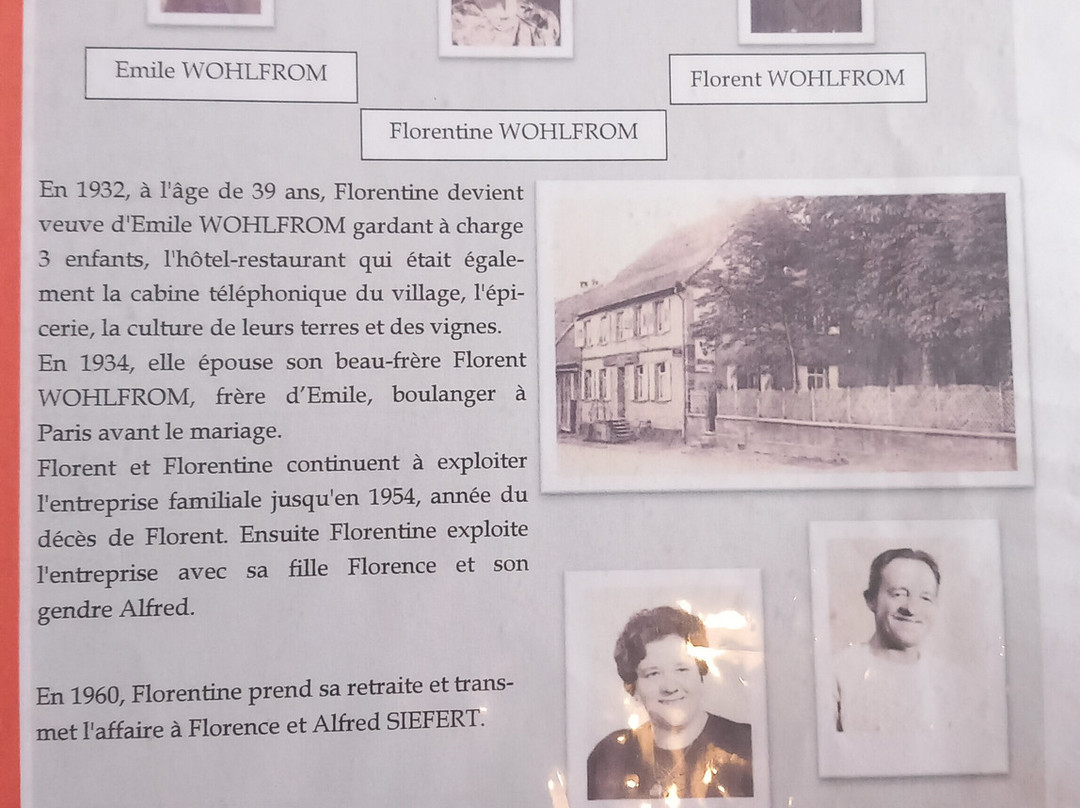 Emile WOHLFROM
Florent WOHLFROM
Florentine WOHLFROM
En 1932, à l'âge de 39 ans, Florentine devient
veuve d'Emile WOHLFROM gardant à charge
3 enfants, l'hôtel-restaurant qui était égale-
ment la cabine téléphonique du village, l'épi-
cerie, la culture de leurs terres et des vignes.
En 1934, elle épouse son beau-frère Florent
WOHLFROM, frère d’Emile, boulanger à
Paris avant le mariage.
Florent et Florentine continuent à exploiter
l'entreprise familiale jusqu'en 1954, année du
décès de Florent. Ensuite Florentine exploite
l'entreprise avec sa fille Florence et son
gendre Alfred.
En 1960, Florentine prend sa retraite et trans-
met l'affaire à Florence et Alfred SIEFERT.